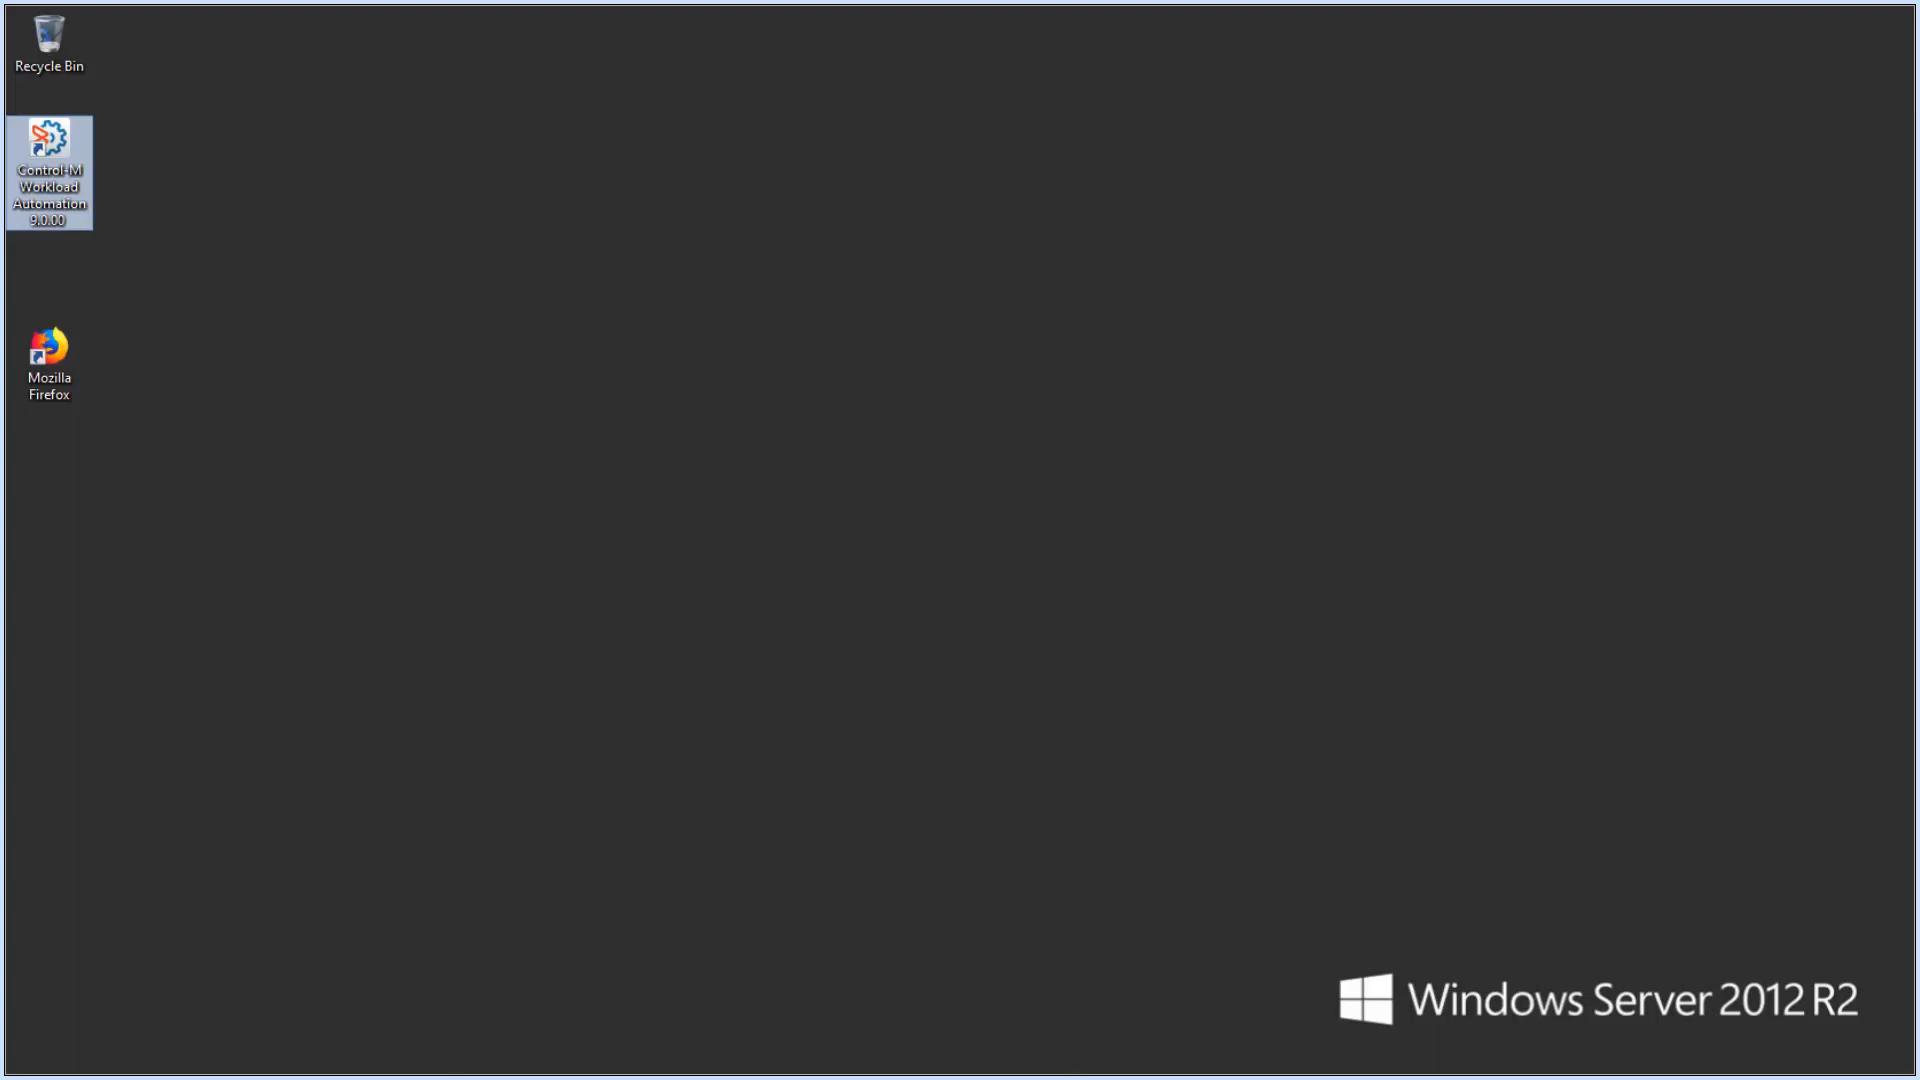 Recycle Bin
Control-M
Workload
Automation
9.0.00
Mozilla
Firefox
Windows Server 2012 R2